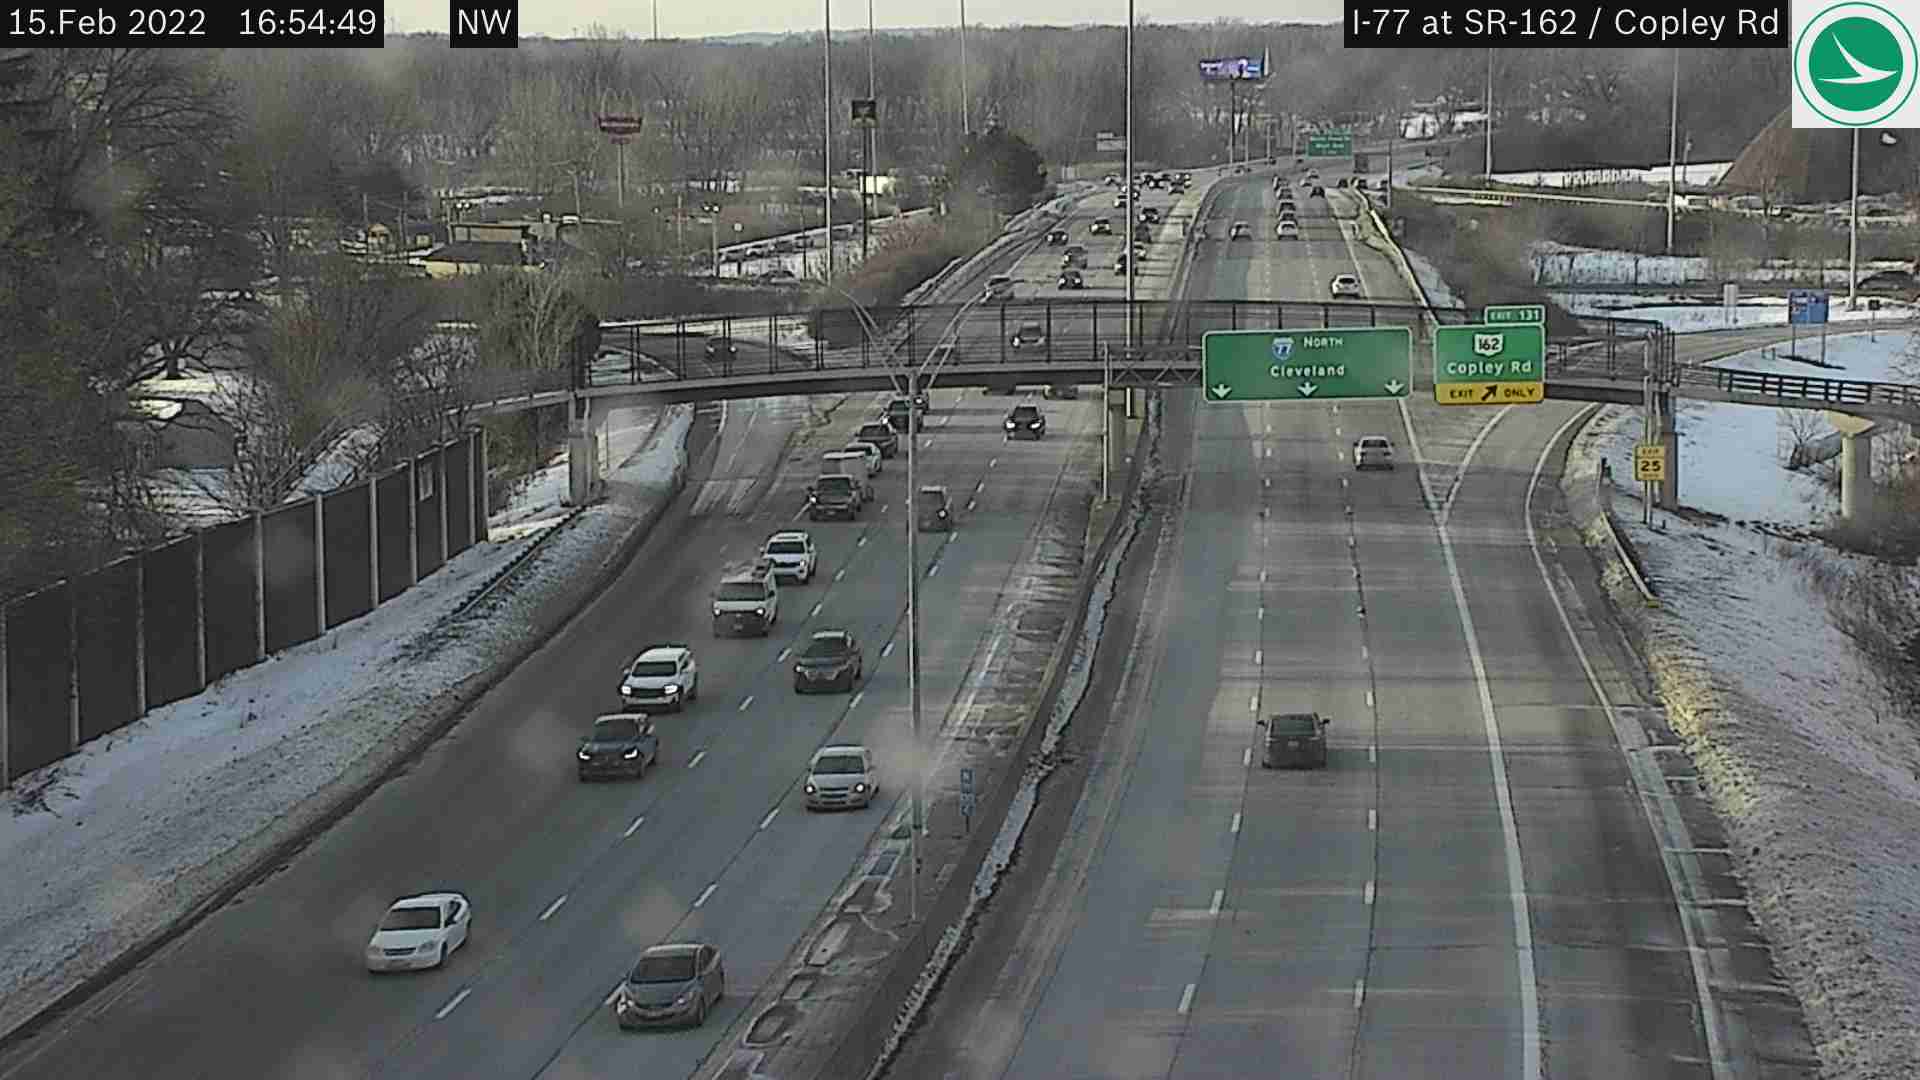 15.Feb 2022 16:54:49
NW
I-77 at SR-162 / Copley Rd
77 NORTH
Cleveland
EXIT 131
162
Copley Rd
EXIT ONLY
EXIT
25